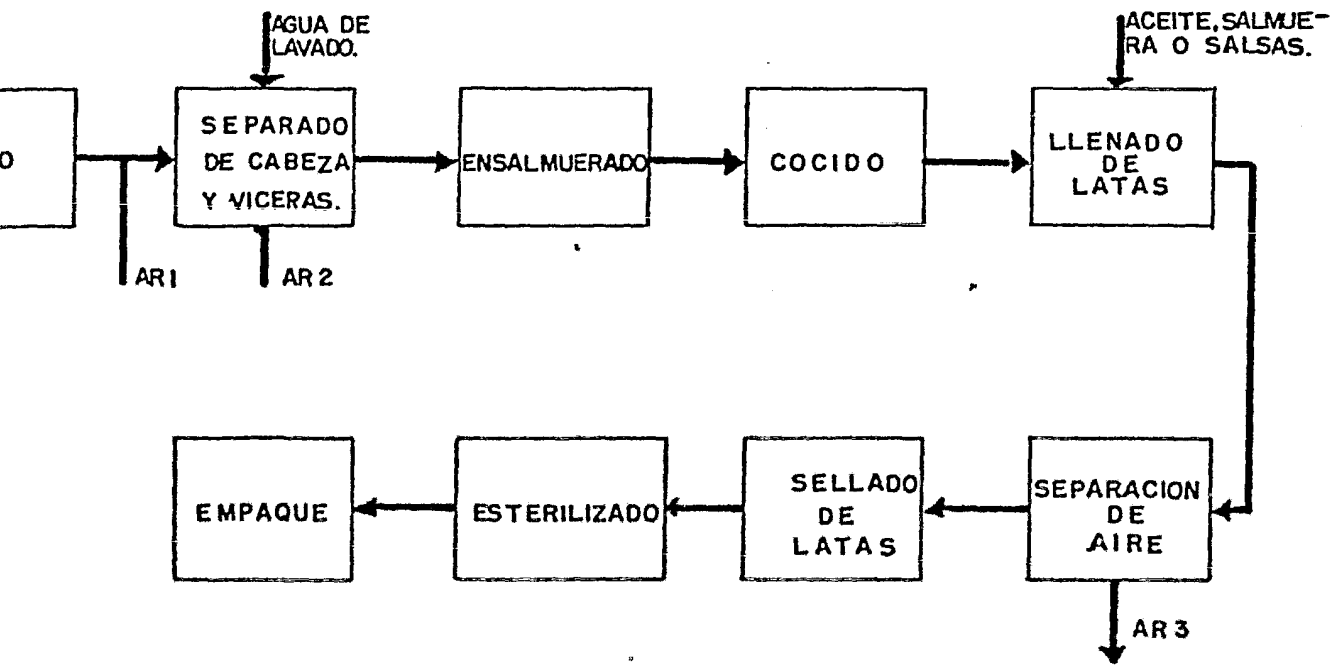 AGUA DE
LAVADO.
ACEITE, SALMUE-
RA O SALSAS.
O
SEPARADO
DE CABEZA
Y VICERAS.
ENSALMUERADO
COCIDO
LLENADO
DE
LATAS
AR1
AR2
EMPAQUE
ESTERILIZADO
SELLADO
DE
LATAS
SEPARACION
DE
AIRE
AR3